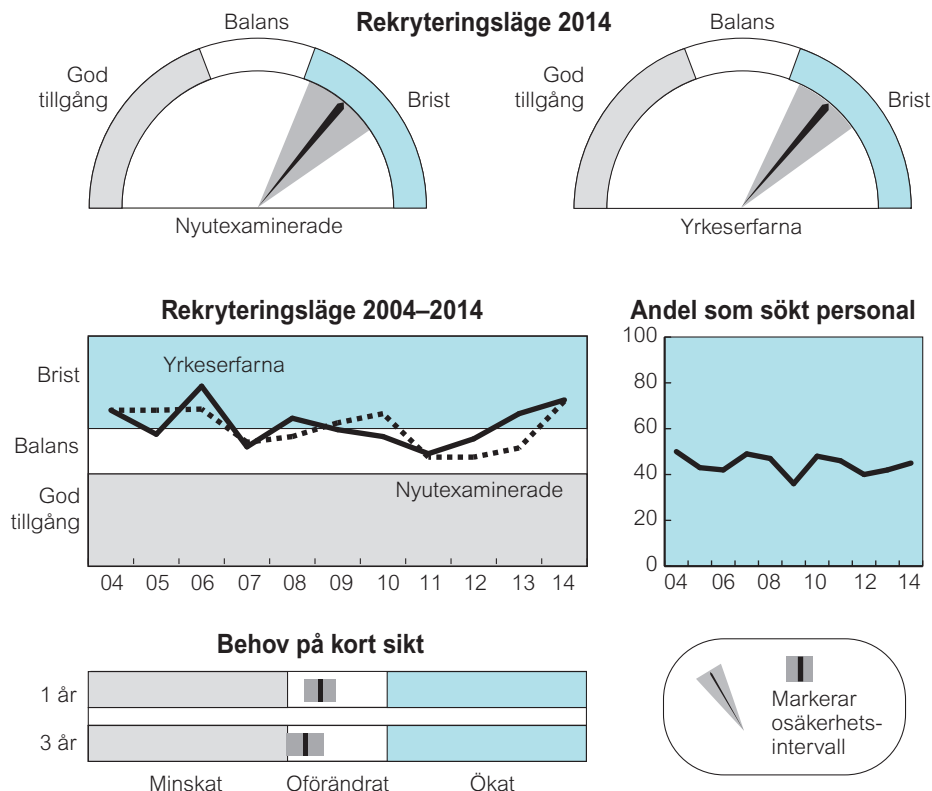 Rekryteringsläge 2014
Balans
Balans
God
tillgång
Brist
God
tillgång
Brist
Nyutexaminerade
Yrkeserfarna
Rekryteringsläge 2004–2014
Andel som sökt personal
Brist
Balans
God
tillgång
Yrkeserfarna
Nyutexaminerade
04 05 06 07 08 09 10 11 12 13 14
100
80
60
40
20
0
04 06 08 10 12 14
Behov på kort sikt
1 år
3 år
Minskat Oförändrat Ökat
Markerar
osäkerhets-
intervall